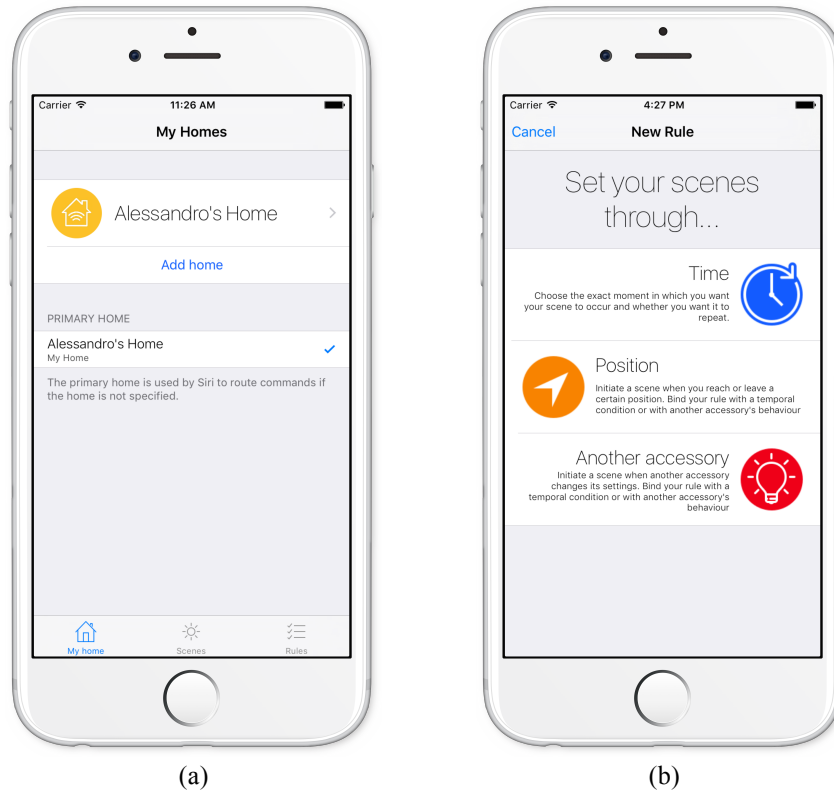 Carrier 11:26 AM
My Homes
Alessandro's Home
Add home
PRIMARY HOME
Alessandro's Home
My Home
The primary home is used by Siri to route commands if
the home is not specified.
My home Scenes Rules
(a)
Carrier 4:27 PM
Cancel New Rule
Set your scenes
through...
Time
Choose the exact moment in which you want
your scene to occur and whether you want it to
repeat.
Position
Initiate a scene when you reach or leave a
certain position. Bind your rule with a temporal
condition or with another accessory's behaviour
Another accessory
Initiate a scene when another accessory
changes its settings. Bind your rule with a
temporal condition or with another accessory's
behaviour
(b)